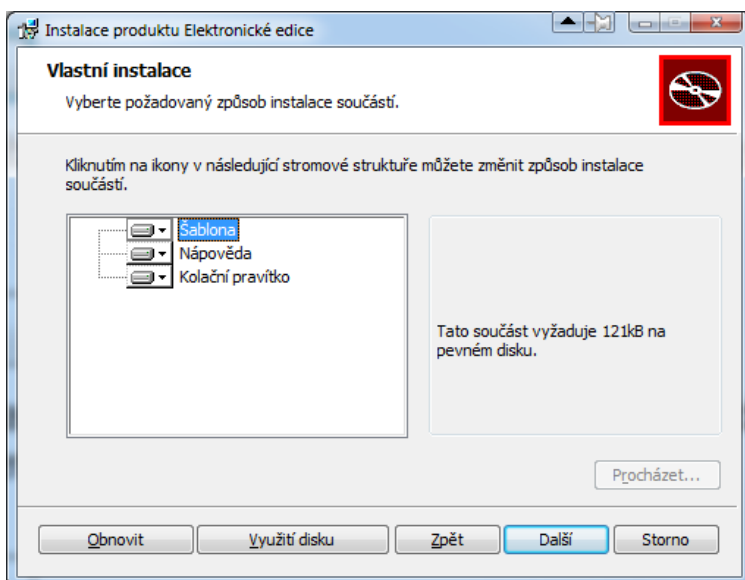 Instalace produktu Elektronické edice
Vlastní instalace
Vyberte požadovaný způsob instalace součástí.
Kliknutím na ikony v následující stromové struktuře můžete změnit způsob instalace
součástí.
Šablona
Nápověda
Kolační pravítko
Tato součást vyžaduje 121kB na
pevném disku.
Procházet...
Obnovit
Využití disku
Zpět
Další
Storno